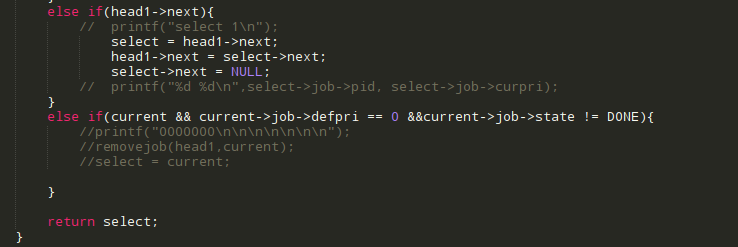 }
else if(head1->next){
//  printf("select 1\n");
select = head1->next;
head1->next = select->next;
select->next = NULL;
//  printf("%d %d\n",select->job->pid, select->job->curpri);
}
else if(current && current->job->defpri == 0 &&current->job->state != DONE){
//printf("OOOOOOO\n\n\n\n\n\n\n\n");
//removejob(head1,current);
//select = current;
}
return select;
}